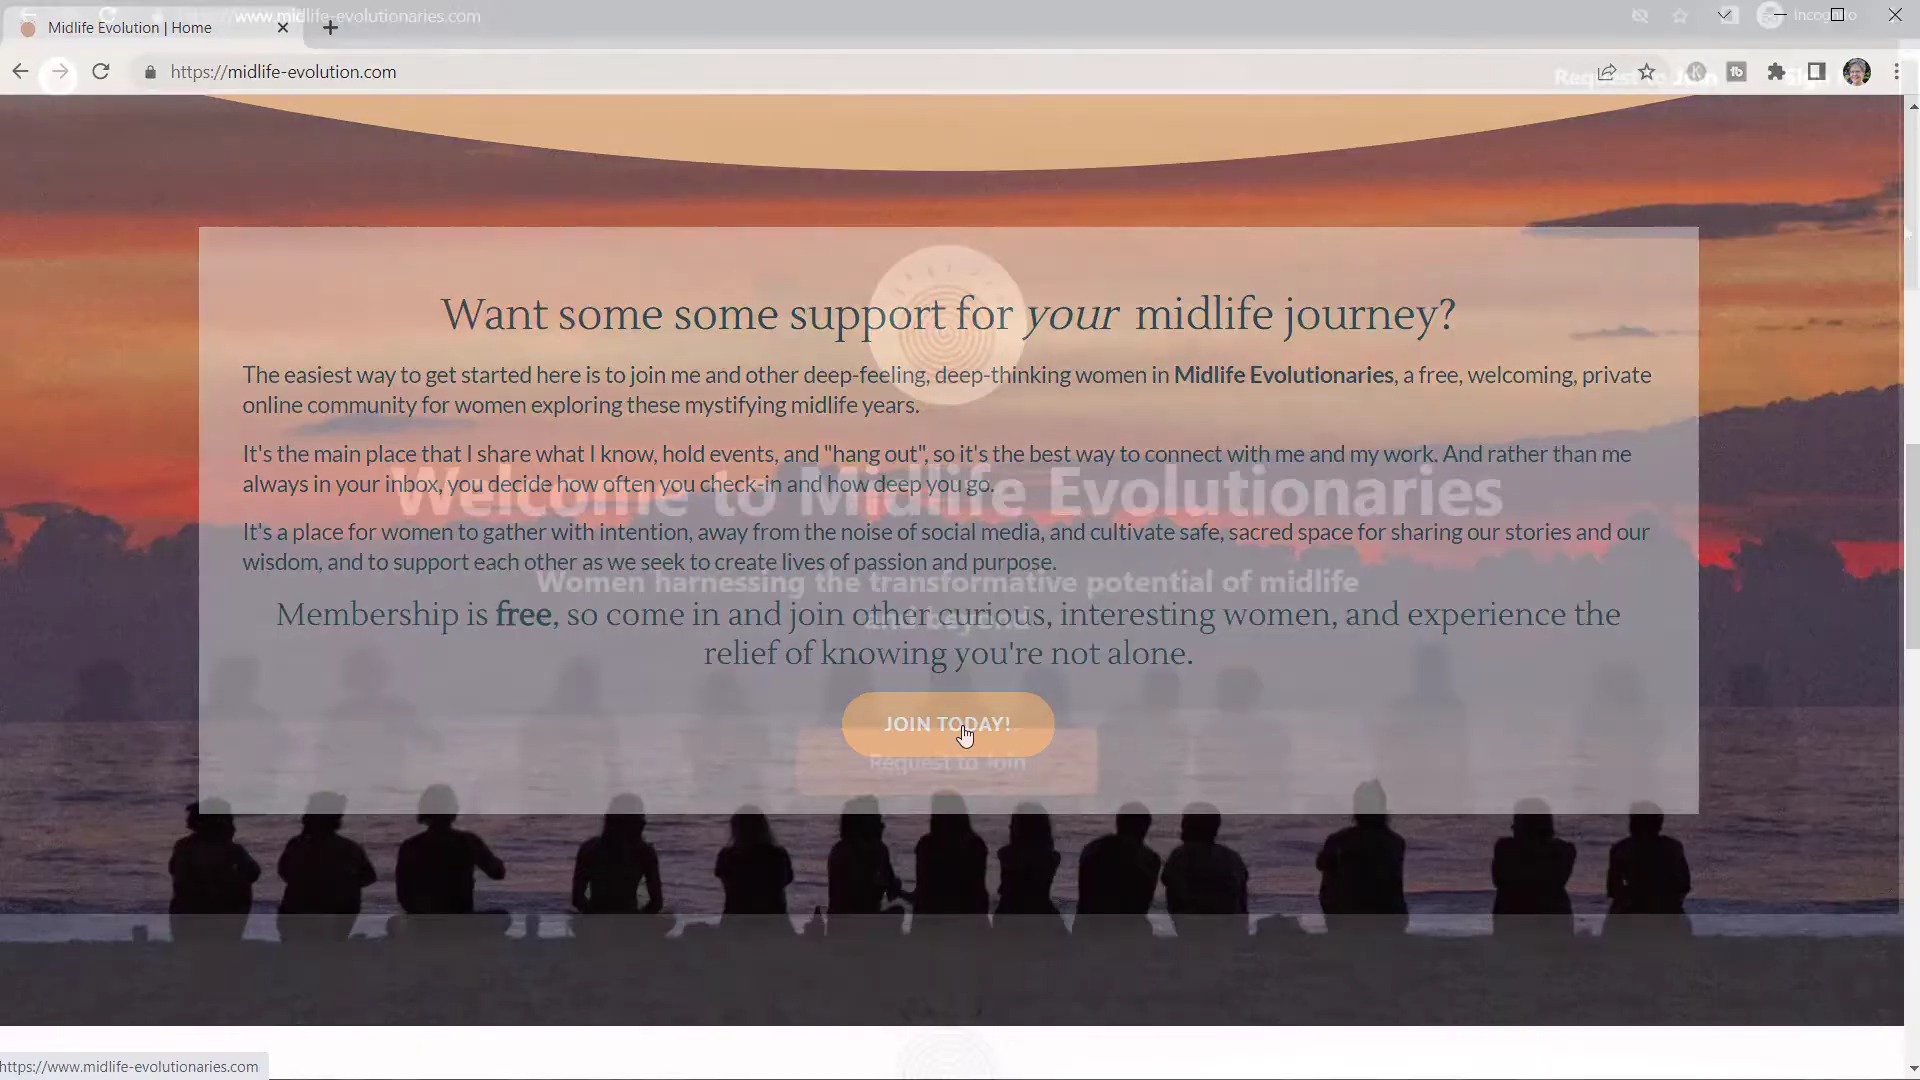 https://www.midlife-evolutionaries.com
Incognito
Midlife Evolution | Home
https://midlife-evolution.com
Request to Join
Want some some support for your midlife journey?
The easiest way to get started here is to join me and other deep-feeling, deep-thinking women in Midlife Evolutionaries, a free, welcoming, private
online community for women exploring these mystifying midlife years.
It's the main place that I share what I know, hold events, and "hang out", so it's the best way to connect with me and my work. And rather than me
always in your inbox, you decide how often you check-in and how deep you go.
Welcome to Midlife Evolutionaries
It's a place for women to gather with intention, away from the noise of social media, and cultivate safe, sacred space for sharing our stories and our
wisdom, and to support each other as we seek to create lives of passion and purpose.
Women harnessing the transformative potential of midlife
and beyond
Membership is free, so come in and join other curious, interesting women, and experience the
relief of knowing you're not alone.
JOIN TODAY!
Request to Join
https://www.midlife-evolutionaries.com